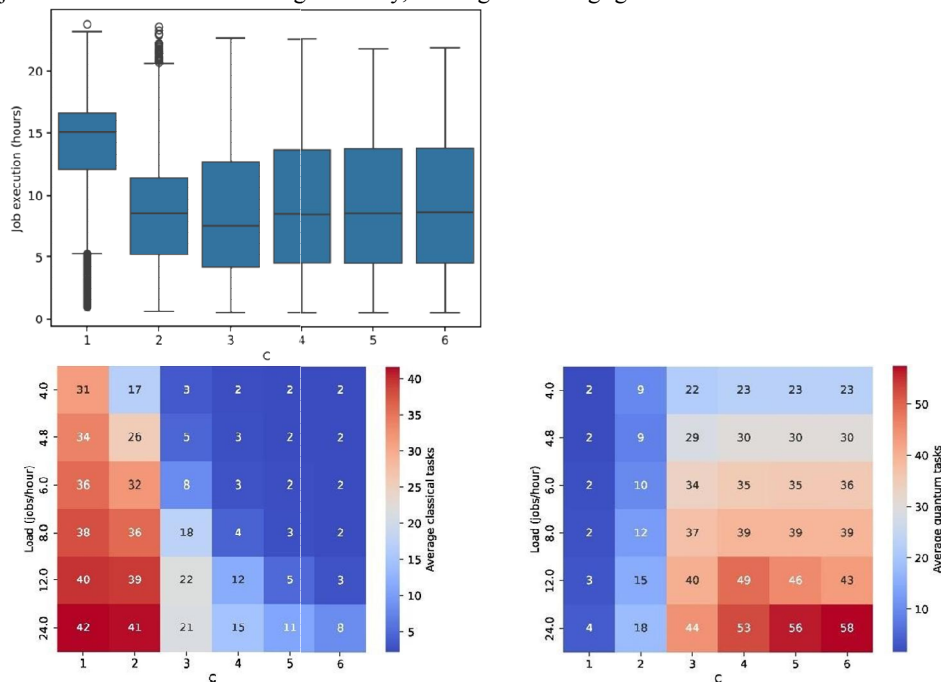 Job execution (hours)
20
15
10
5
0
1 2 3 4 5 6
C
Load (jobs/hour)
4.0 31 17 3 2 2 2
4.8 34 26 5 3 2 2
6.0 36 32 8 3 2 2
8.0 38 36 18 4 3 2
12.0 40 39 22 12 5 3
24.0 42 41 21 15 11 8
1 2 3 4 5 6
C
40
35
30
25
20
15
10
5
Average classical tasks
Load (jobs/hour)
4.0 2 9 22 23 23 23
4.8 2 9 29 30 30 30
6.0 2 10 34 35 35 36
8.0 2 12 37 39 39 39
12.0 3 15 40 49 46 43
24.0 4 18 44 53 56 58
1 2 3 4 5 6
C
50
40
30
20
10
Average quantum tasks